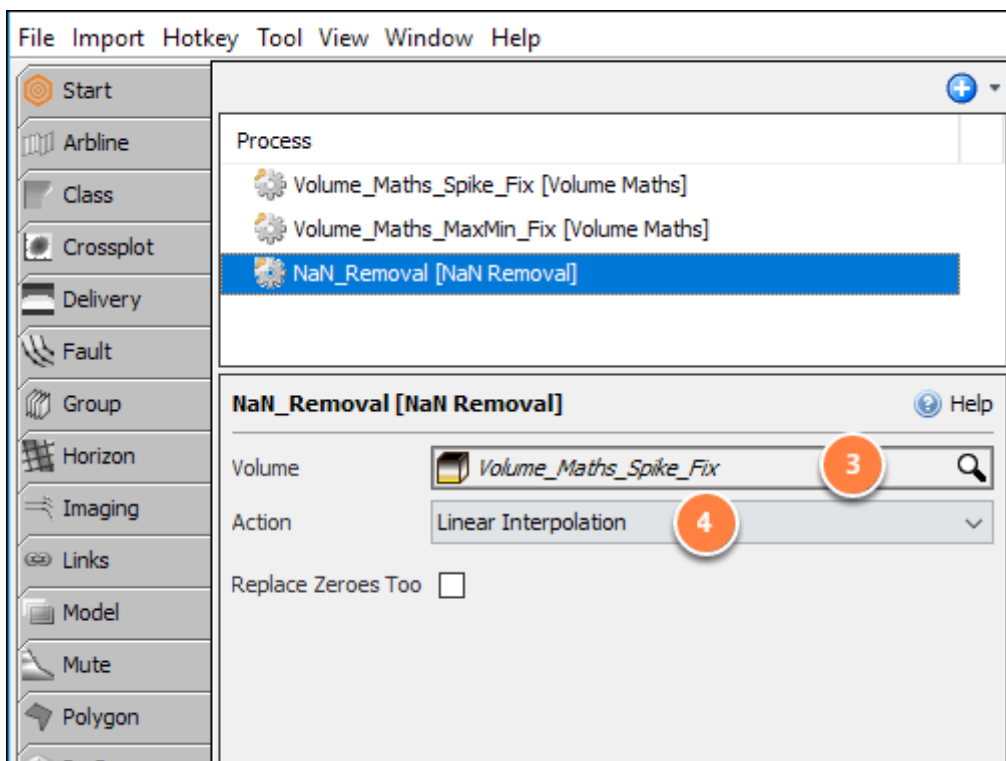 File Import Hotkey Tool View Window Help
Start
Arbline
Class
Crossplot
Delivery
Fault
Group
Horizon
Imaging
Links
Model
Mute
Polygon
Process
Volume_Maths_Spike_Fix [Volume Maths]
Volume_Maths_MaxMin_Fix [Volume Maths]
NaN_Removal [NaN Removal]
NaN_Removal [NaN Removal] Help
Volume Volume_Maths_Spike_Fix 3
Action Linear Interpolation 4
Replace Zeroes Too